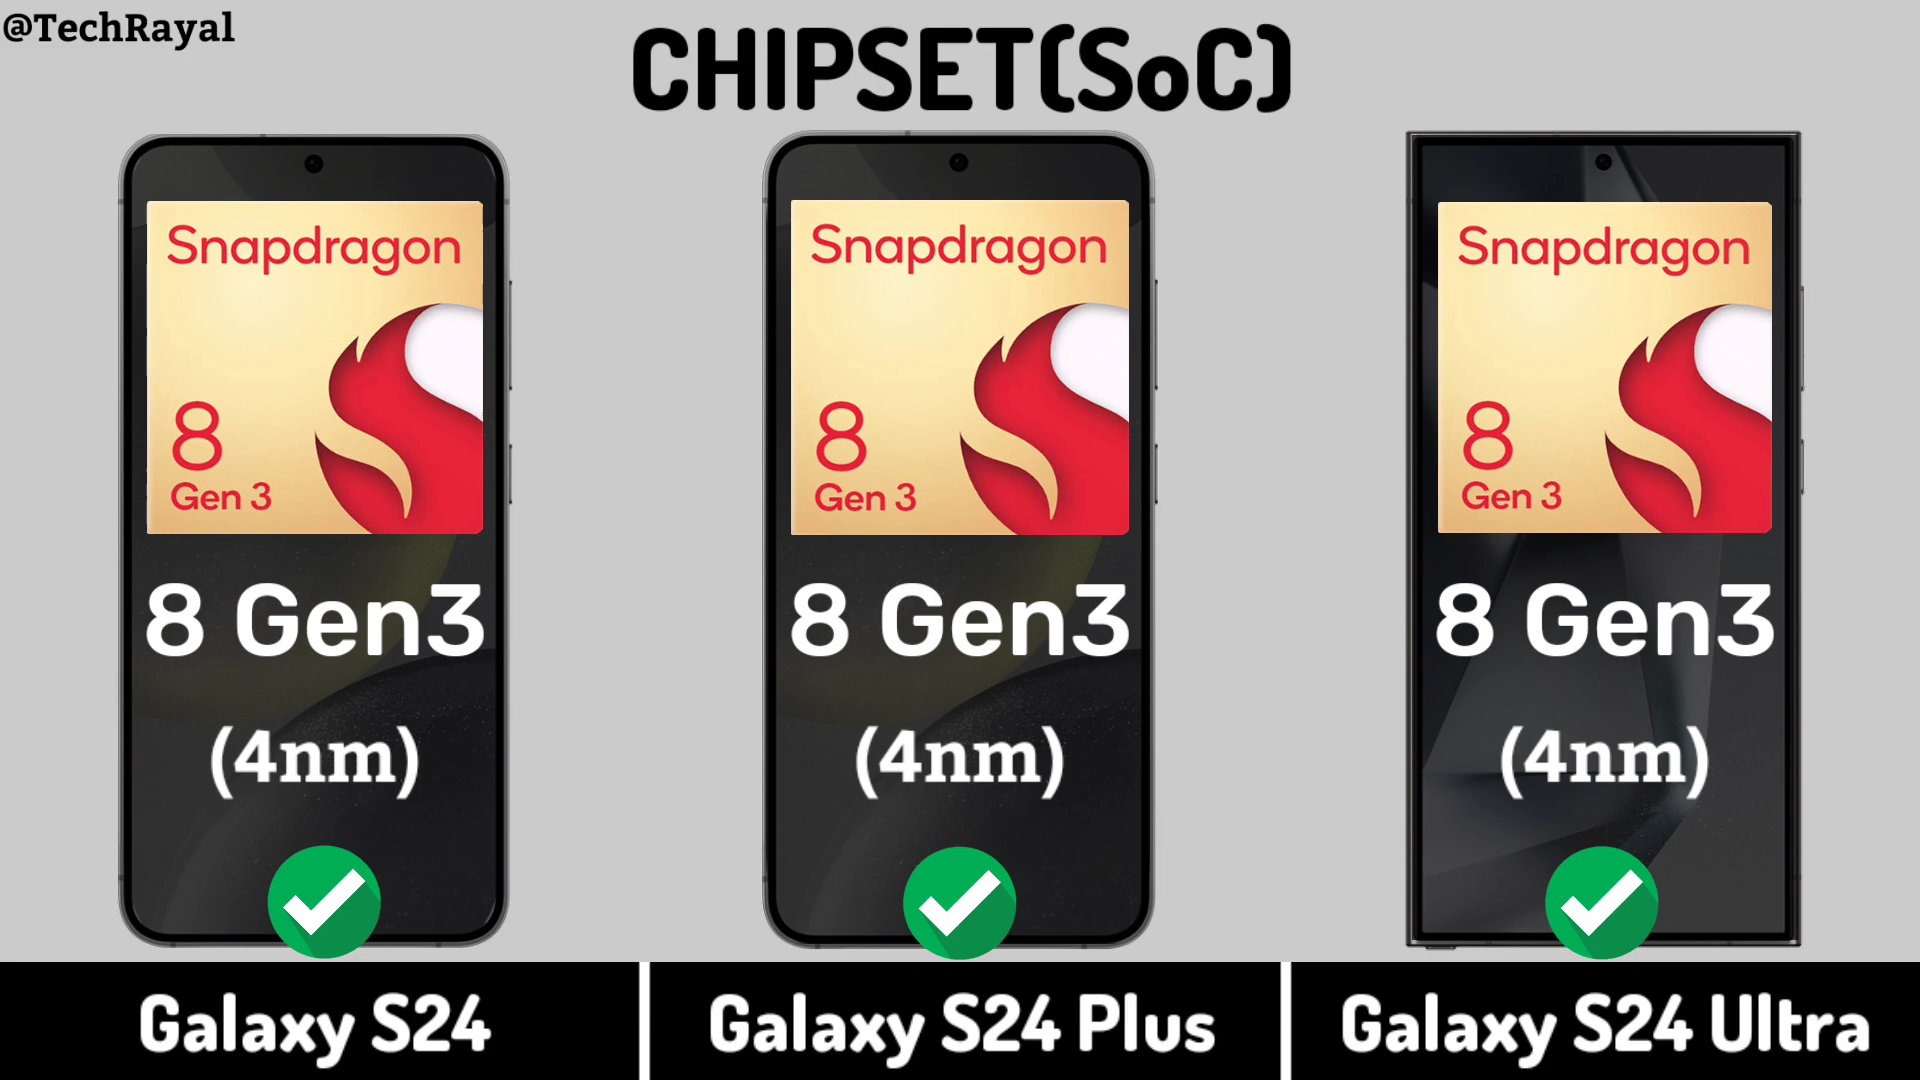 @TechRayal
CHIPSET(SoC)
Snapdragon
8
Gen 3
8 Gen3
(4nm)
Snapdragon
8
Gen 3
8 Gen3
(4nm)
Snapdragon
8
Gen 3
8 Gen3
(4nm)
Galaxy S24
Galaxy S24 Plus
Galaxy S24 Ultra